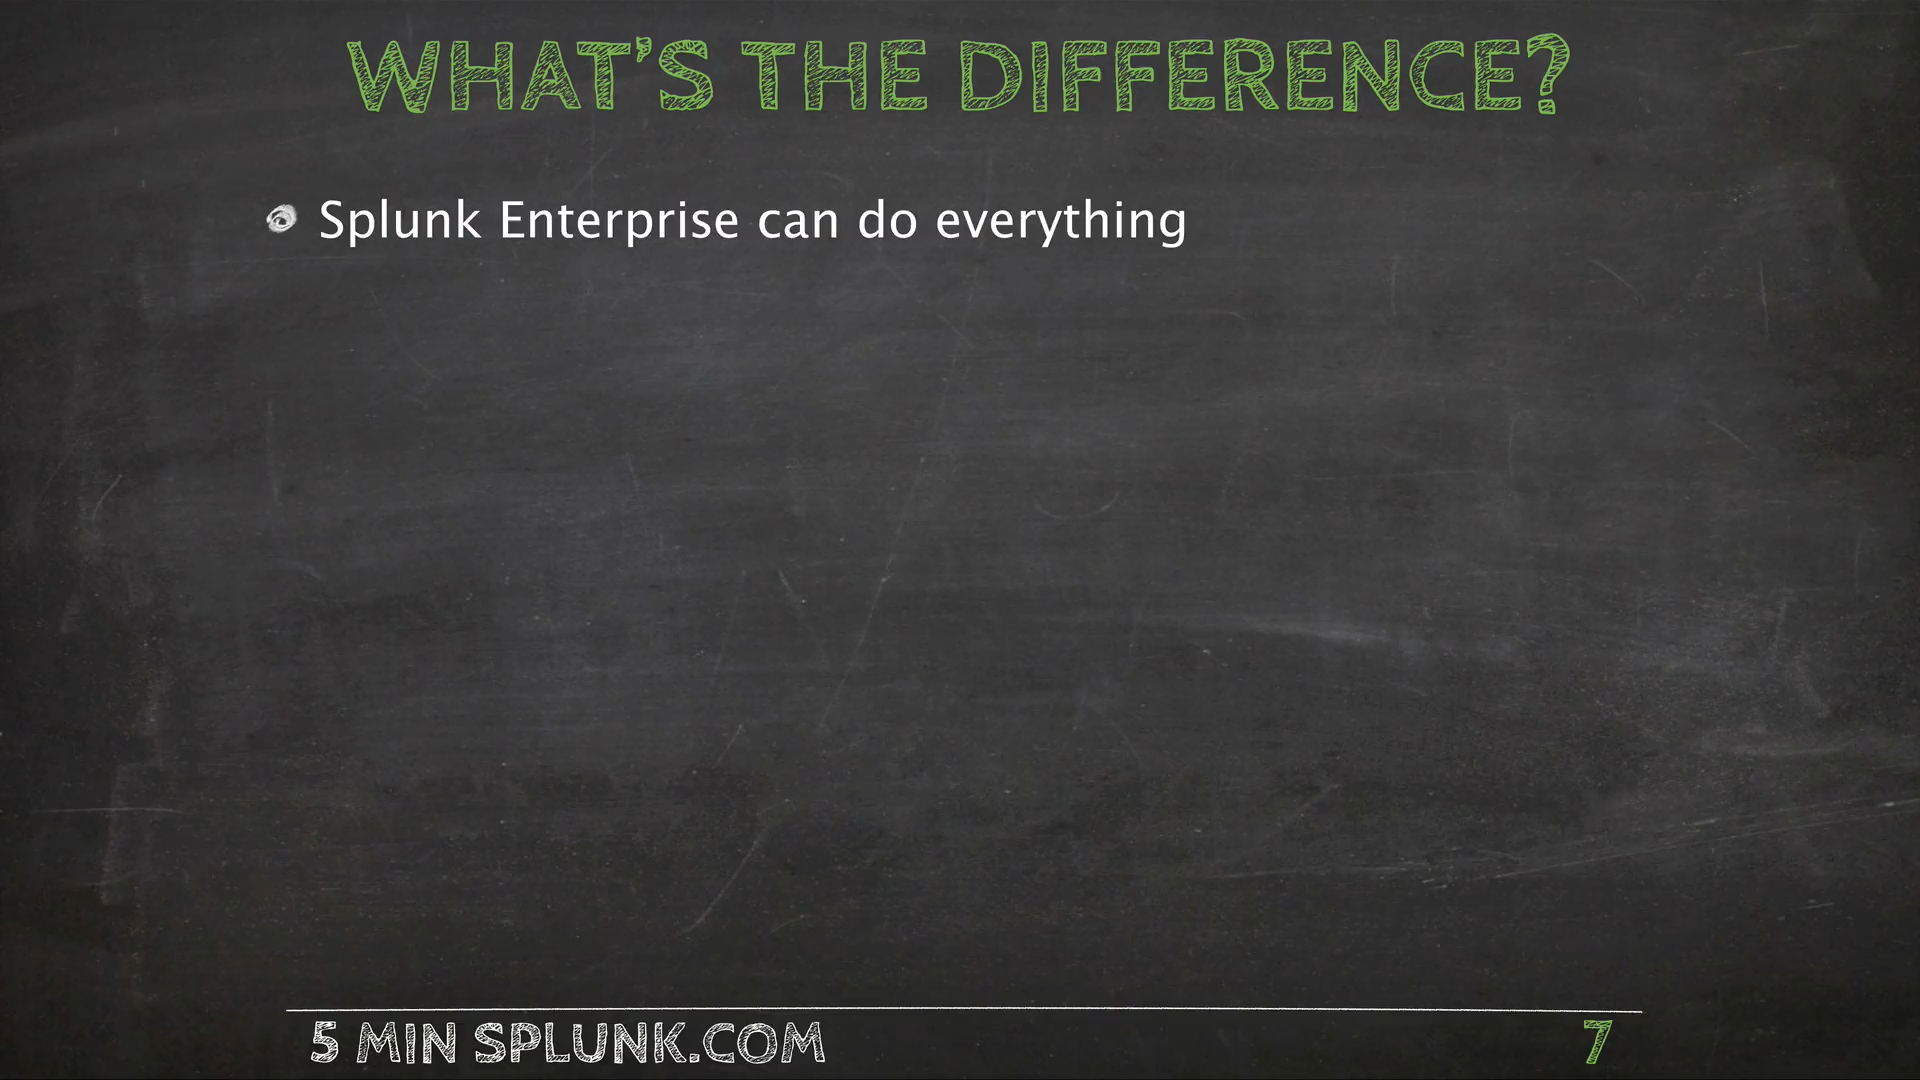 WHAT'S THE DIFFERENCE?
Splunk Enterprise can do everything
5 MIN SPLUNK.COM
7